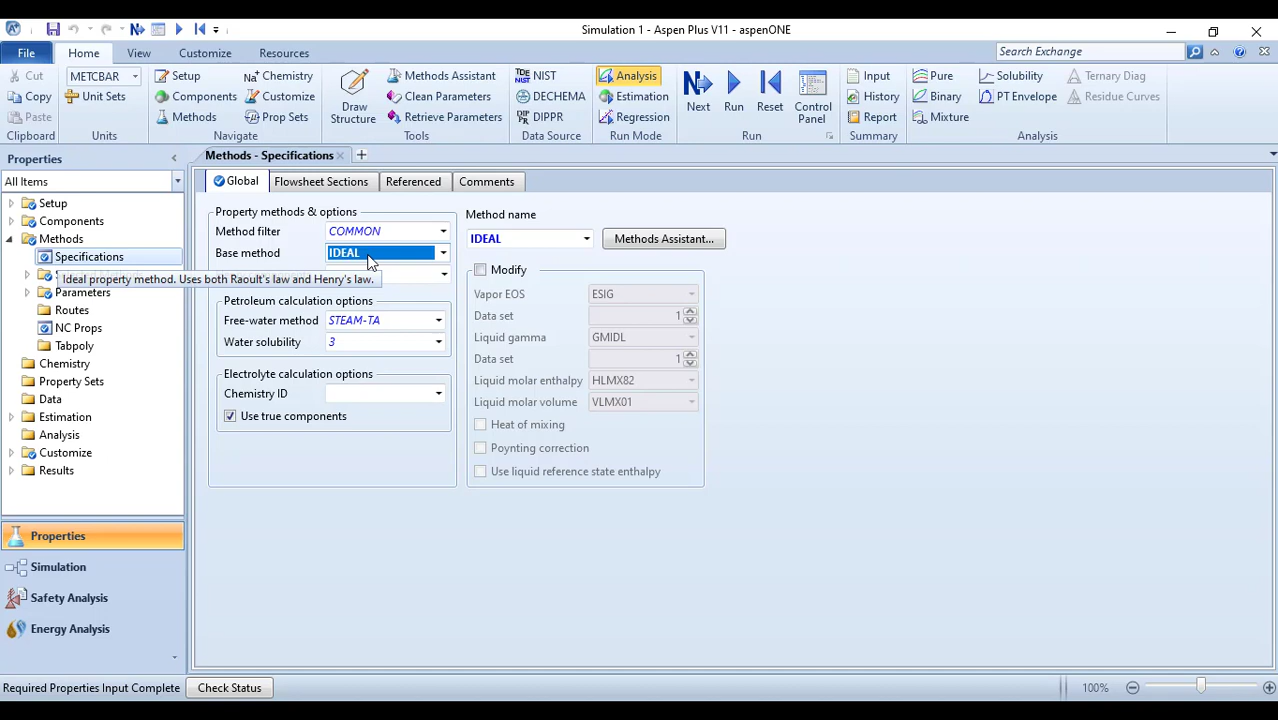 Simulation 1 - Aspen Plus V11 - aspenONE
File Home View Customize Resources Search Exchange
Cut METCBAR Setup Chemistry Methods Assistant NIST Analysis Input Pure Solubility Ternary Diag
Copy Unit Sets Components Customize Clean Parameters DECHEMA Estimation History Binary PT Envelope Residue Curves
Paste Methods Prop Sets Draw Structure Retrieve Parameters DIPPR Regression Next Run Reset Control Panel Report Mixture
Clipboard Units Navigate Tools Data Source Run Mode Run Summary Analysis
Properties
All Items
Setup
Components
Methods
Specifications
Parameters
Routes
NC Props
Tabpoly
Chemistry
Property Sets
Data
Estimation
Analysis
Customize
Results
Properties
Simulation
Safety Analysis
Energy Analysis
Methods - Specifications
Global Flowsheet Sections Referenced Comments
Property methods & options
Method filter COMMON
Base method IDEAL
Ideal property method. Uses both Raoult's law and Henry's law.
Petroleum calculation options
Free-water method STEAM-TA
Water solubility 3
Electrolyte calculation options
Chemistry ID
Use true components
Method name
IDEAL Methods Assistant...
Modify
Vapor EOS ESIG
Data set 1
Liquid gamma GMIDL
Data set 1
Liquid molar enthalpy HLMX82
Liquid molar volume VLMX01
Heat of mixing
Poynting correction
Use liquid reference state enthalpy
Required Properties Input Complete Check Status 100%